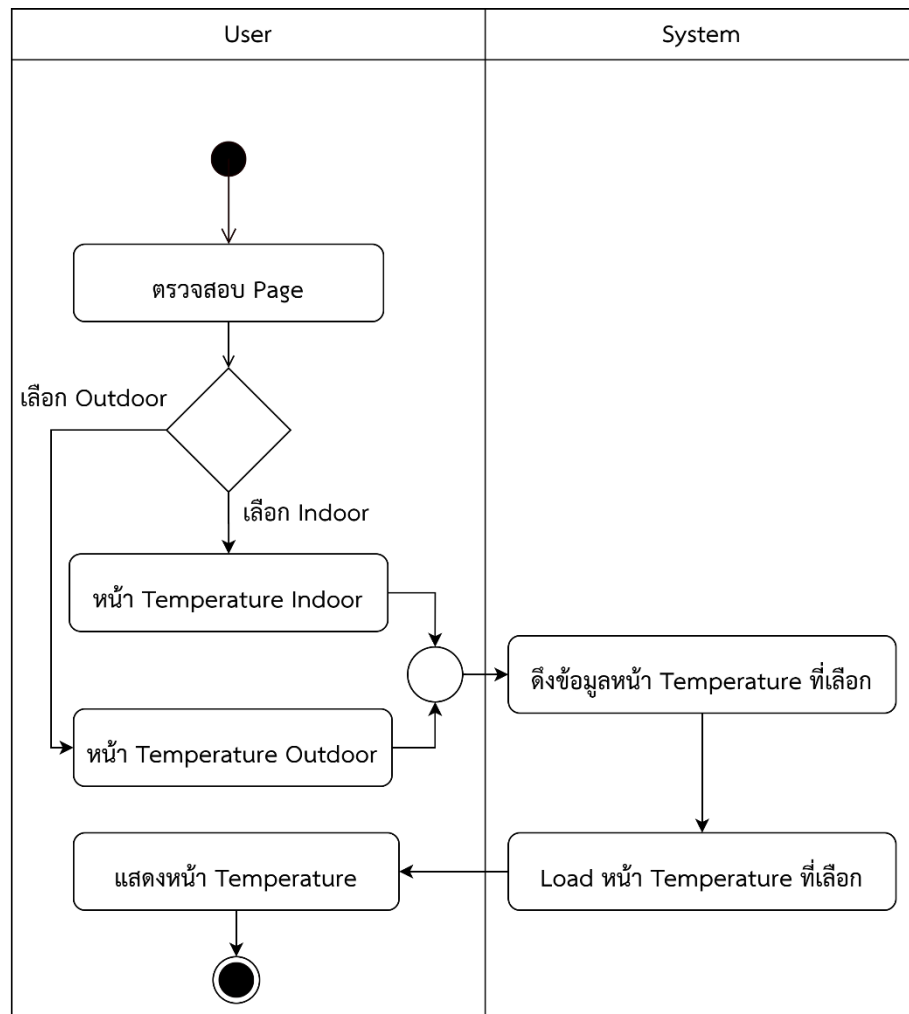 User
System
ตรวจสอบ Page
เลือก Outdoor
เลือก Indoor
หน้า Temperature Indoor
ดึงข้อมูลหน้า Temperature ที่เลือก
หน้า Temperature Outdoor
แสดงหน้า Temperature
Load หน้า Temperature ที่เลือก